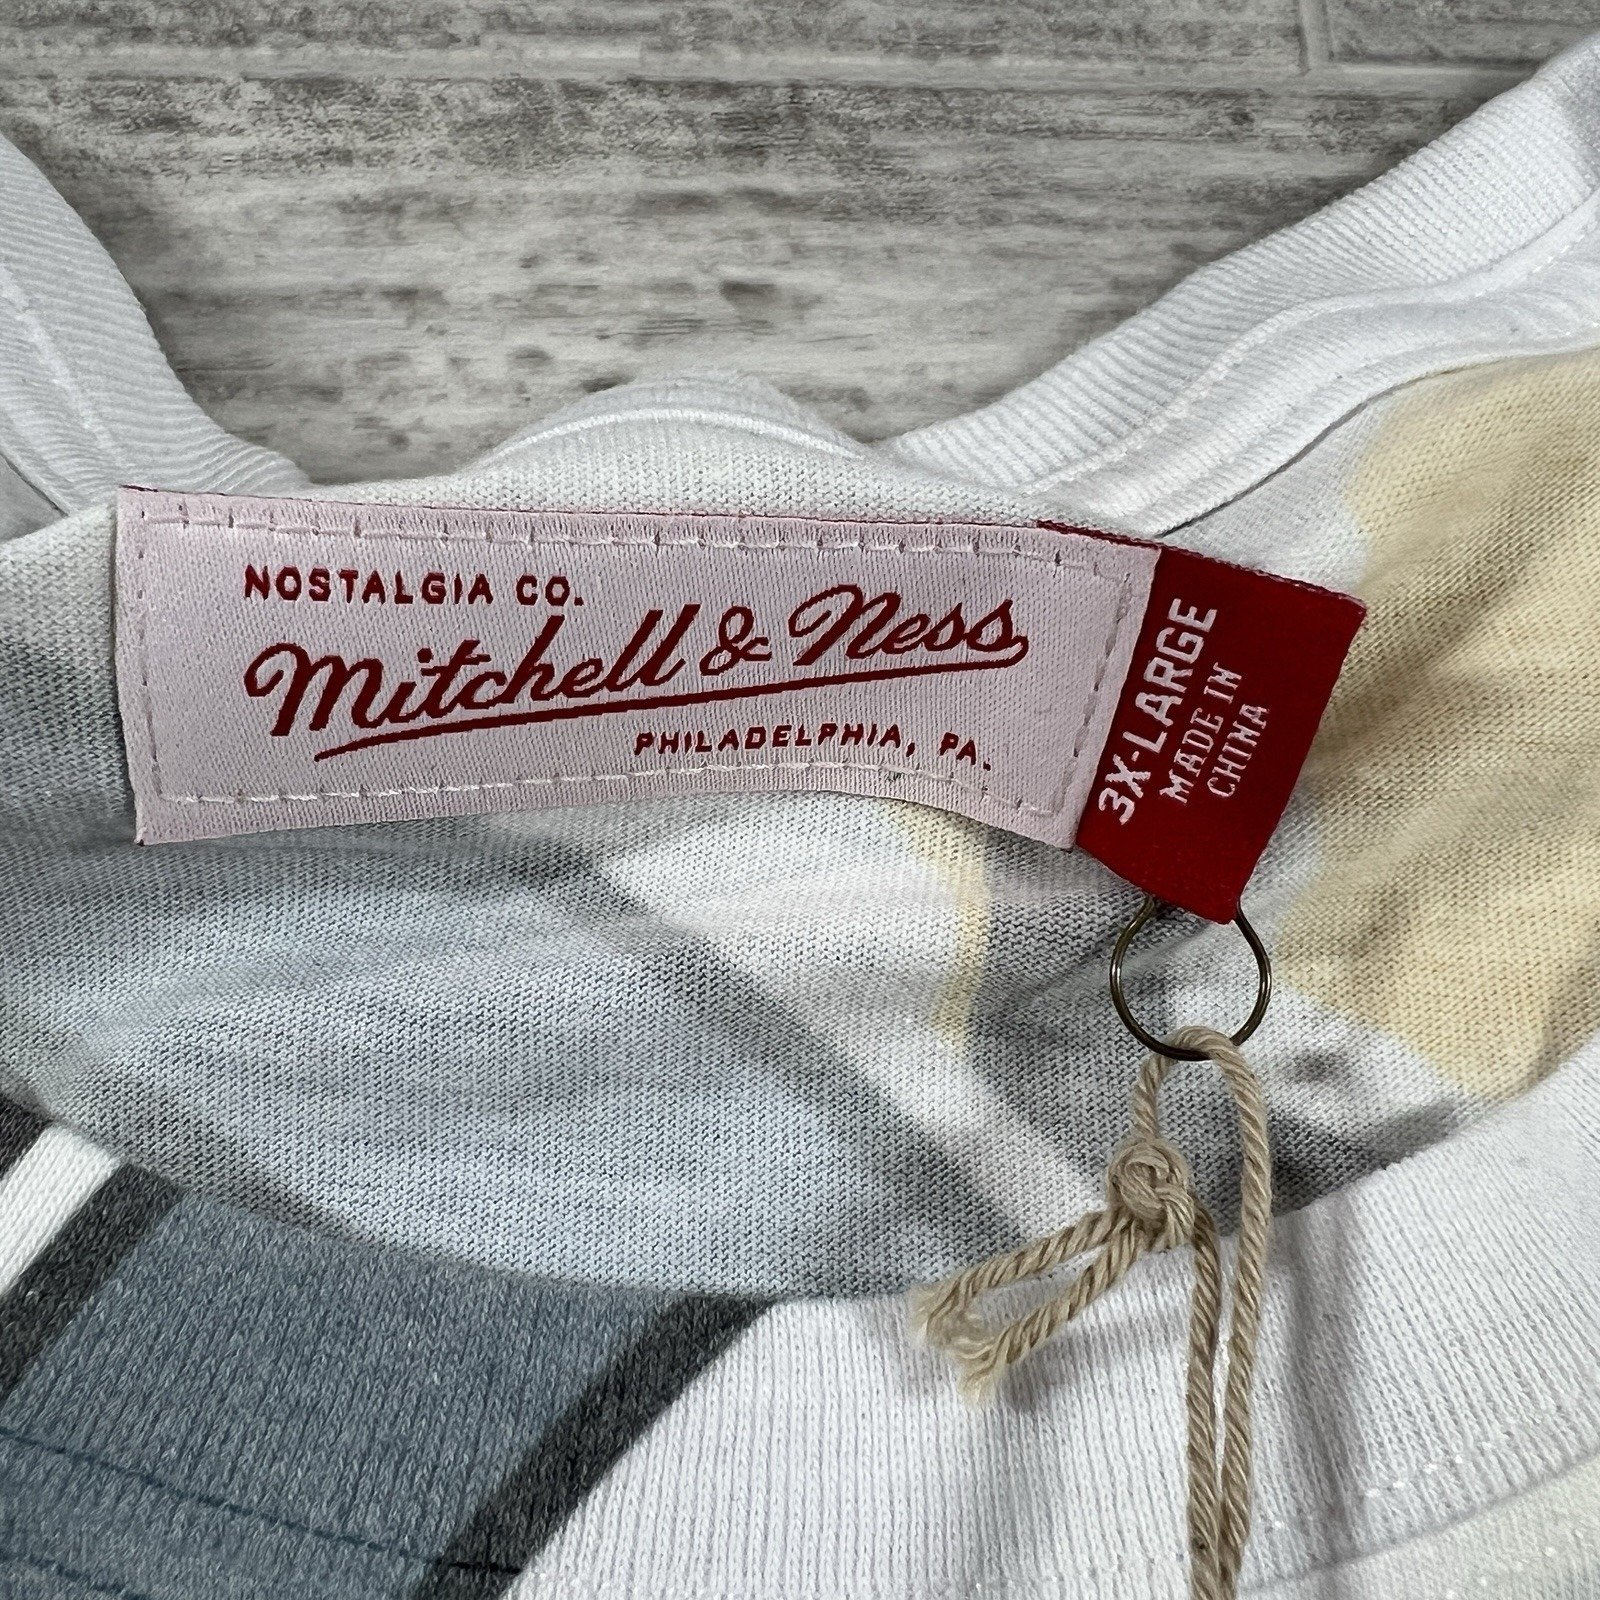 NOSTALGIA CO.
Mitchell & Ness
PHILADELPHIA, PA.
3X-LARGE
MADE IN
CHINA